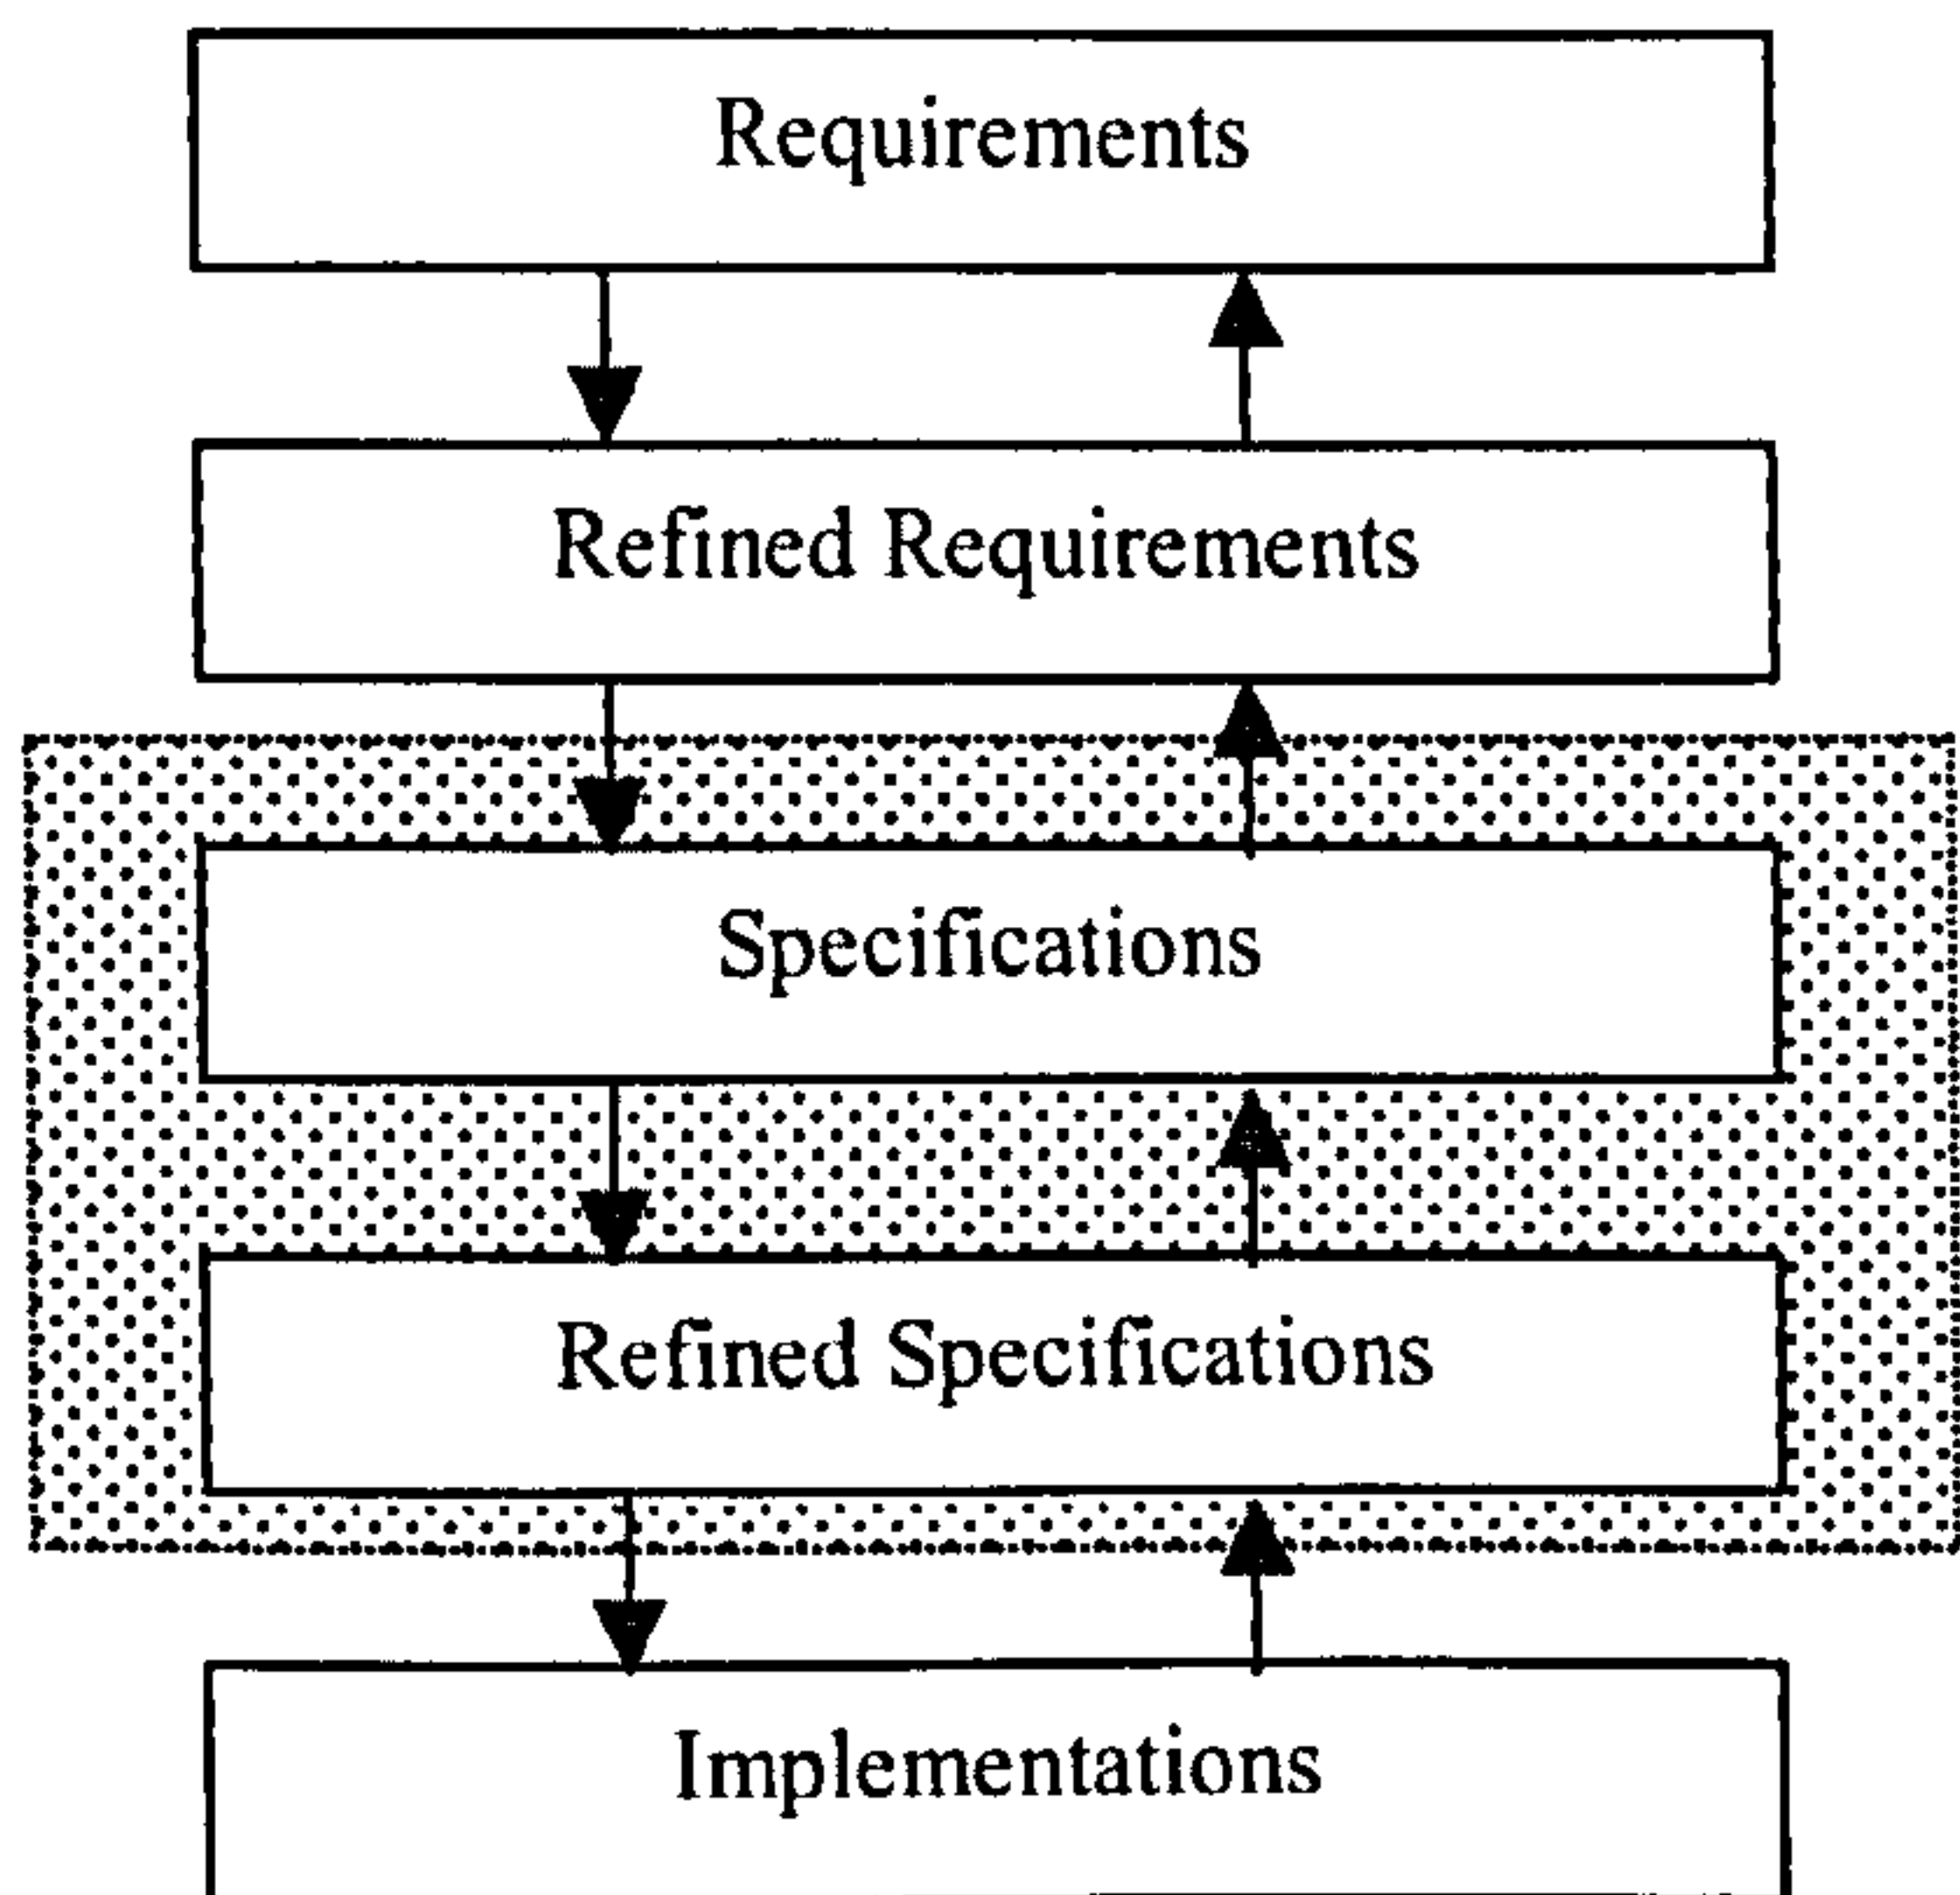 Requirements
Refined Requirements
Specifications
Refined Specifications
Implementations